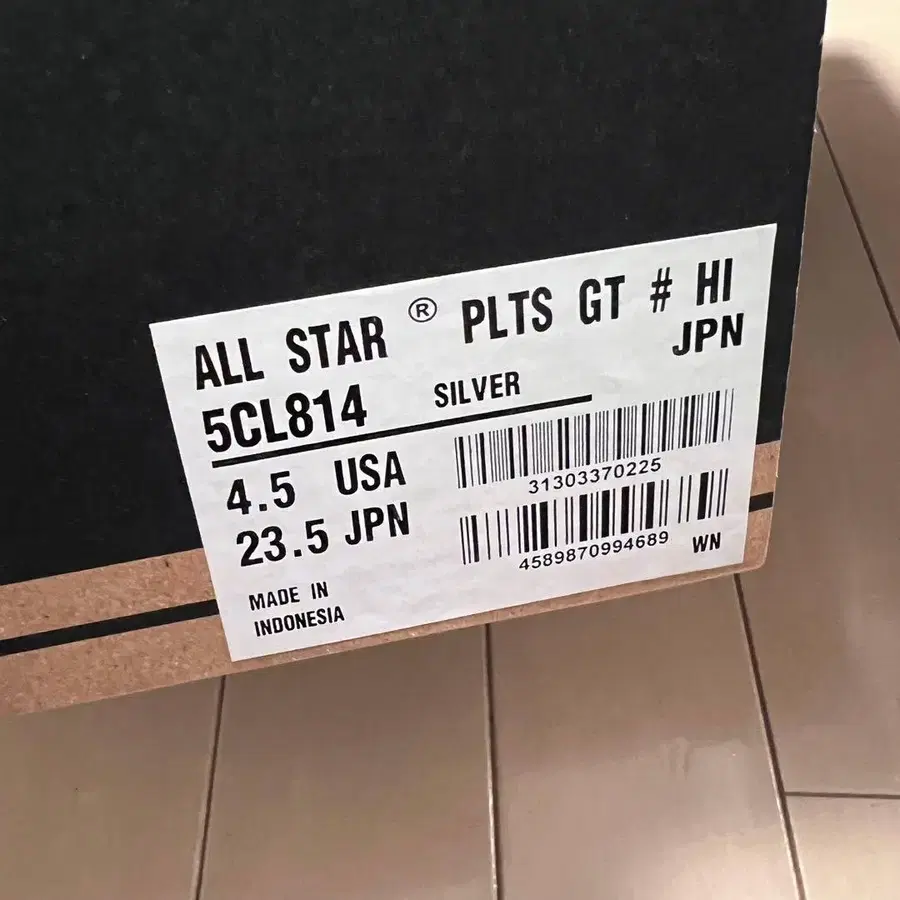 ALL STAR ® PLTS GT # HI
JPN
5CL814 SILVER
4.5 USA
23.5 JPN
31303370225
4589870994689 WN
MADE IN
INDONESIA